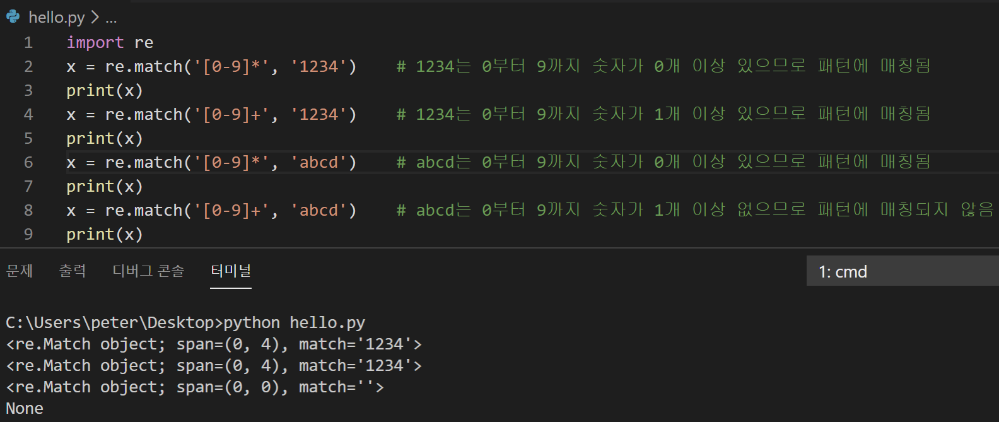 hello.py > ...
1 import re
2 x = re.match('[0-9]*', '1234')    # 1234는 0부터 9까지 숫자가 0개 이상 있으므로 패턴에 매칭됨
3 print(x)
4 x = re.match('[0-9]+', '1234')    # 1234는 0부터 9까지 숫자가 1개 이상 있으므로 패턴에 매칭됨
5 print(x)
6 x = re.match('[0-9]*', 'abcd')    # abcd는 0부터 9까지 숫자가 0개 이상 있으므로 패턴에 매칭됨
7 print(x)
8 x = re.match('[0-9]+', 'abcd')    # abcd는 0부터 9까지 숫자가 1개 이상 없으므로 패턴에 매칭되지 않음
9 print(x)
문제 출력 디버그 콘솔 터미널 1: cmd
C:\Users\peter\Desktop>python hello.py
<re.Match object; span=(0, 4), match='1234'>
<re.Match object; span=(0, 4), match='1234'>
<re.Match object; span=(0, 0), match=''>
None